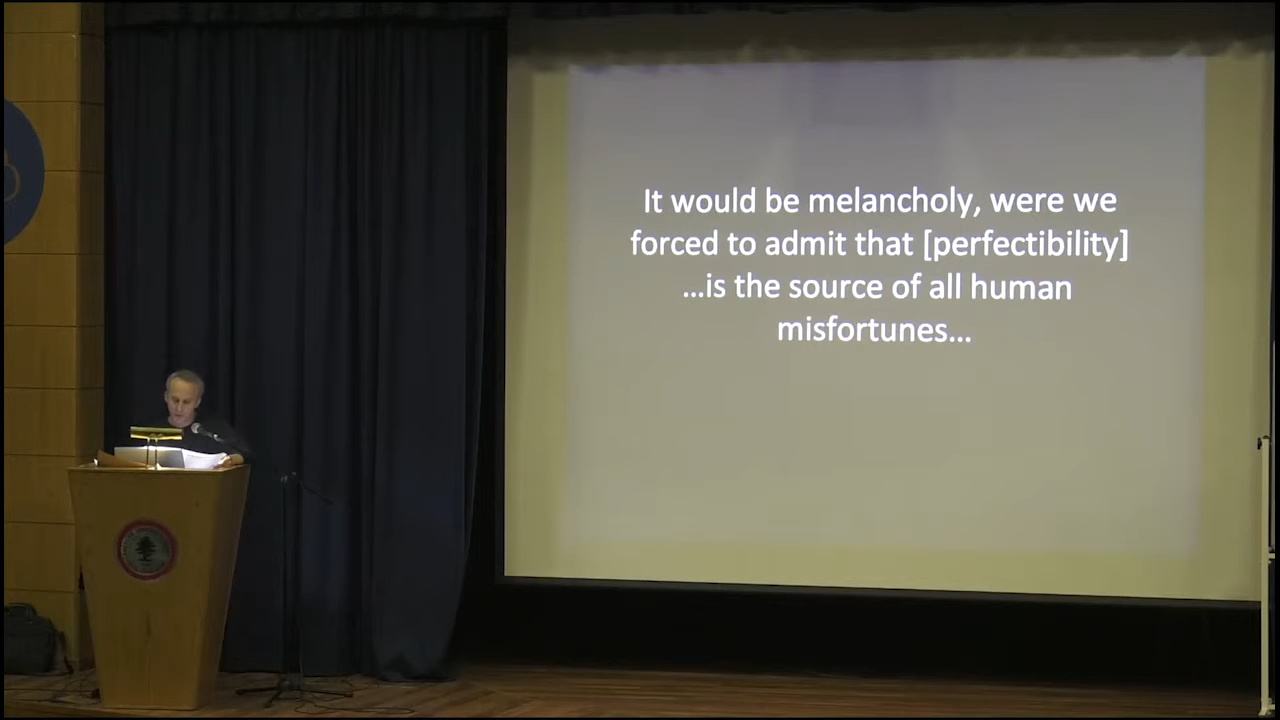 It would be melancholy, were we
forced to admit that [perfectibility]
...is the source of all human
misfortunes...